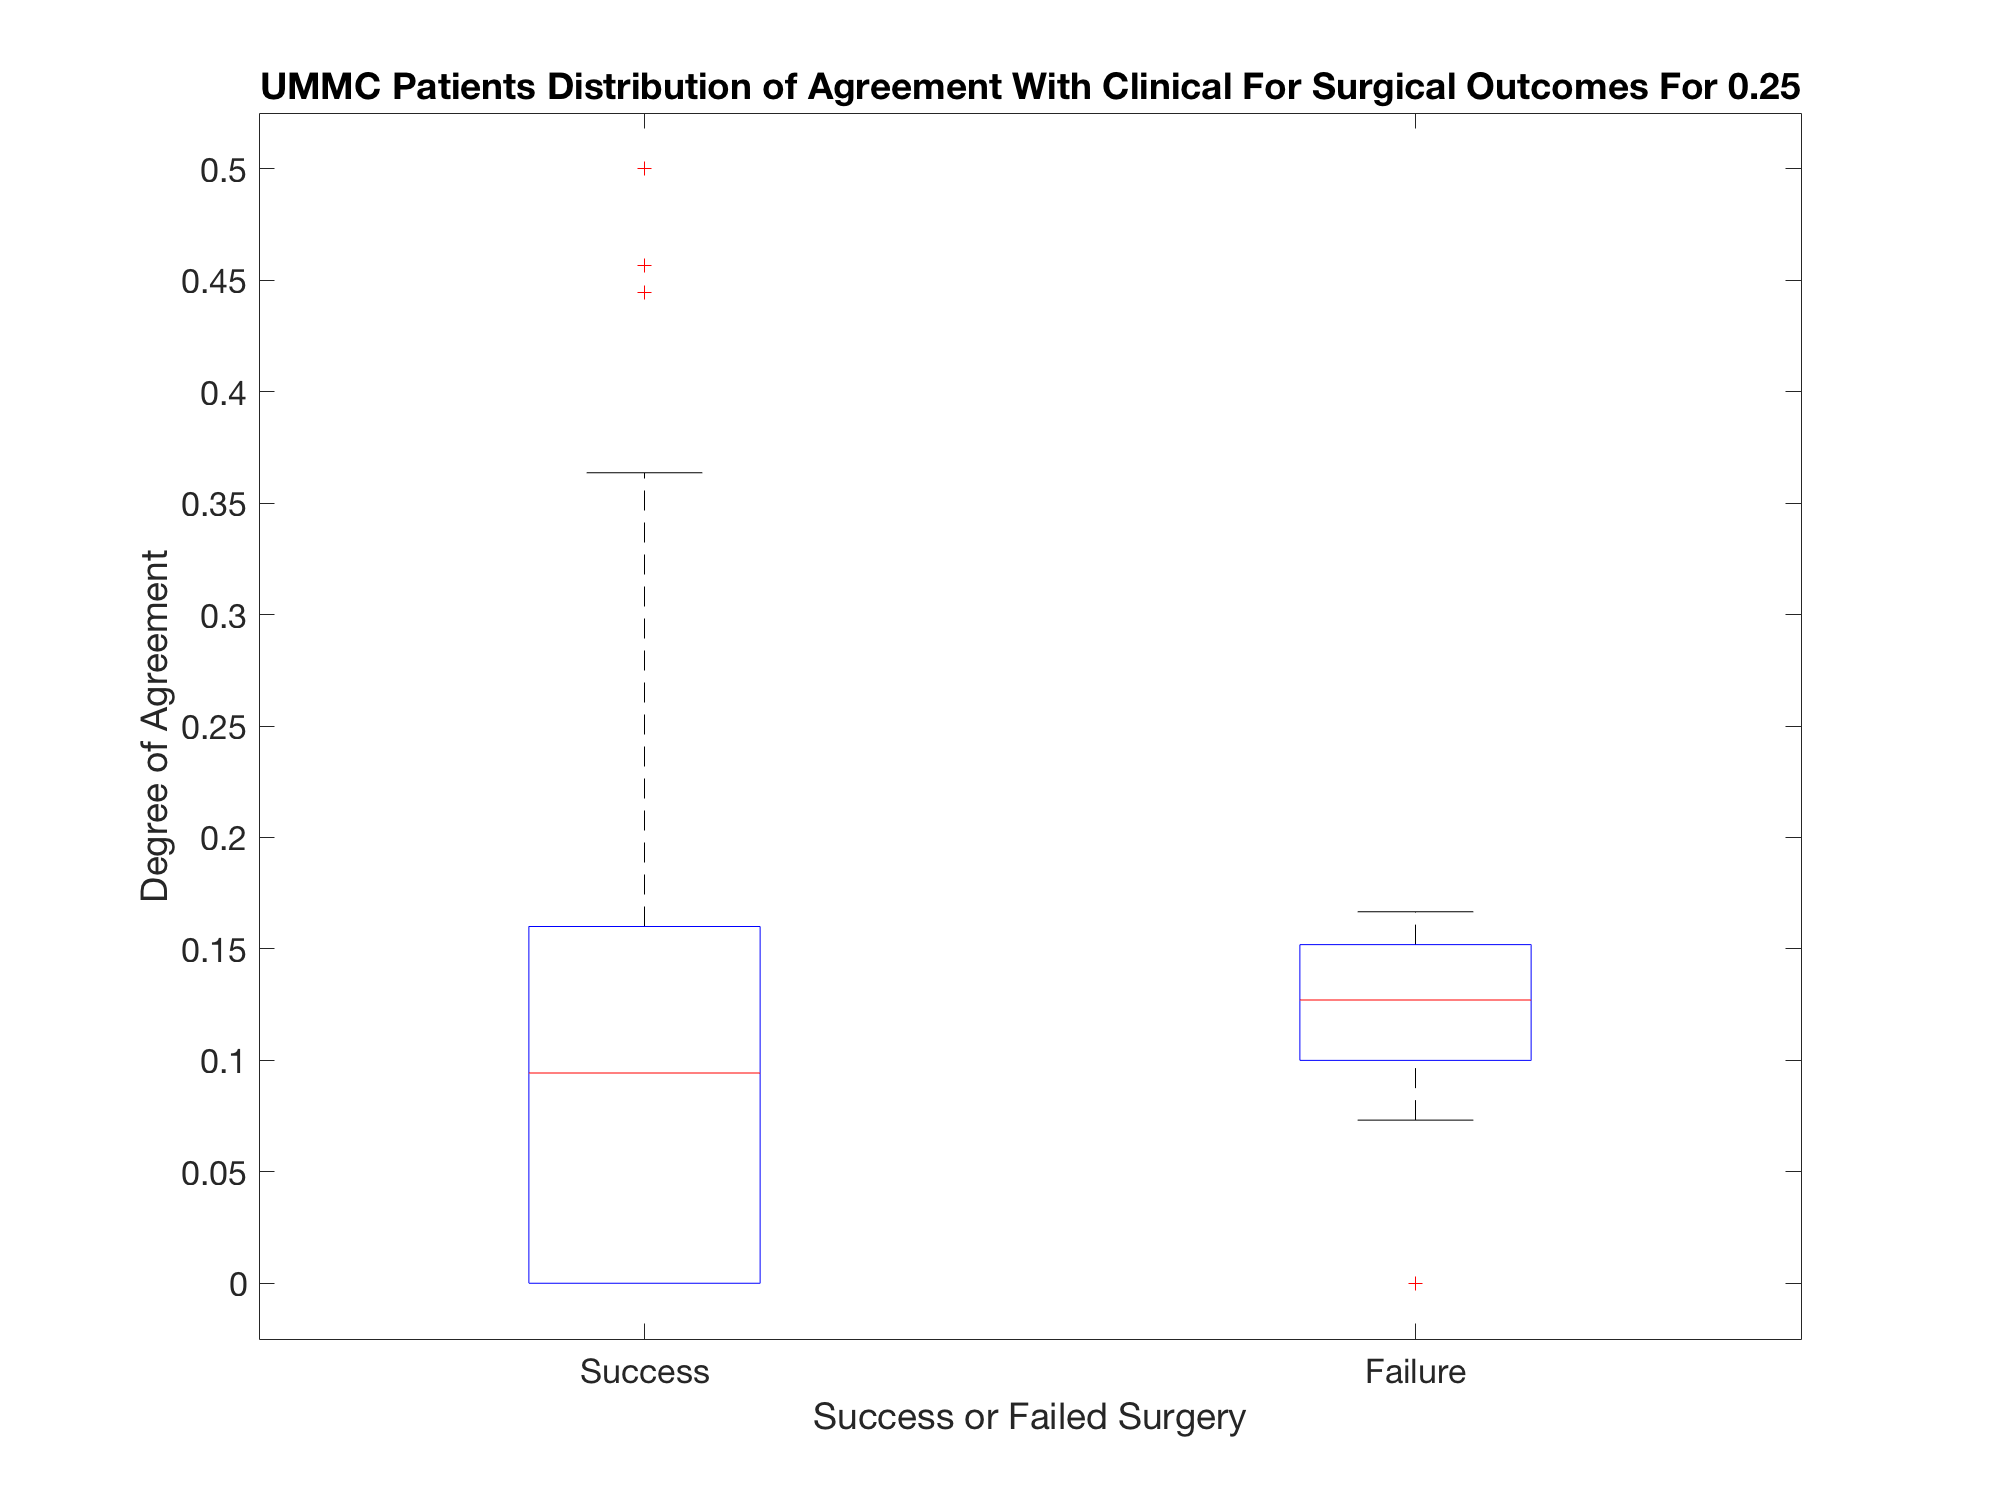 UMMC Patients Distribution of Agreement With Clinical For Surgical Outcomes For 0.25
0.5
0.45
0.4
0.35
0.3
0.25
0.2
0.15
0.1
0.05
0
Degree of Agreement
Success
Failure
Success or Failed Surgery